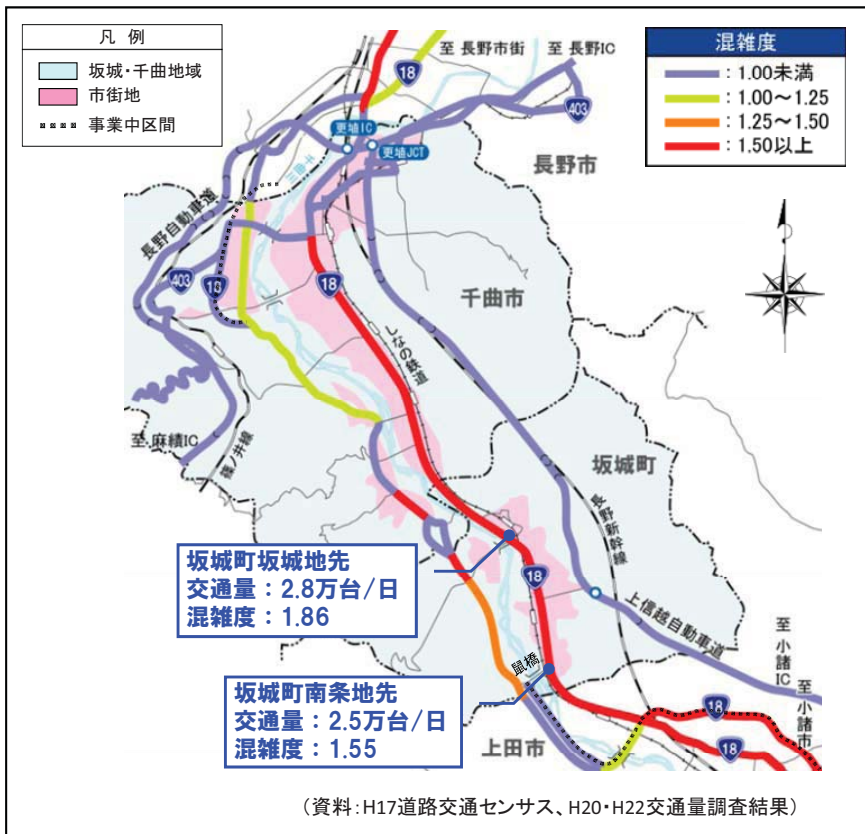 凡 例
坂城・千曲地域
市街地
事業中区間
混雑度
：1.00未満
：1.00～1.25
：1.25～1.50
：1.50以上
至 長野市街
至 長野IC
18
403
更埴IC
更埴JCT
千曲川
長野市
長野自動車道
403
18
18
千曲市
しなの鉄道
至 麻績IC
篠ノ井線
坂城町
長野新幹線
坂城町坂城地先
交通量：2.8万台/日
混雑度：1.86
18
上信越自動車道
至 小諸IC
至 小諸市
鼠橋
坂城町南条地先
交通量：2.5万台/日
混雑度：1.55
上田市
18
18
（資料：H17道路交通センサス、H20・H22交通量調査結果）